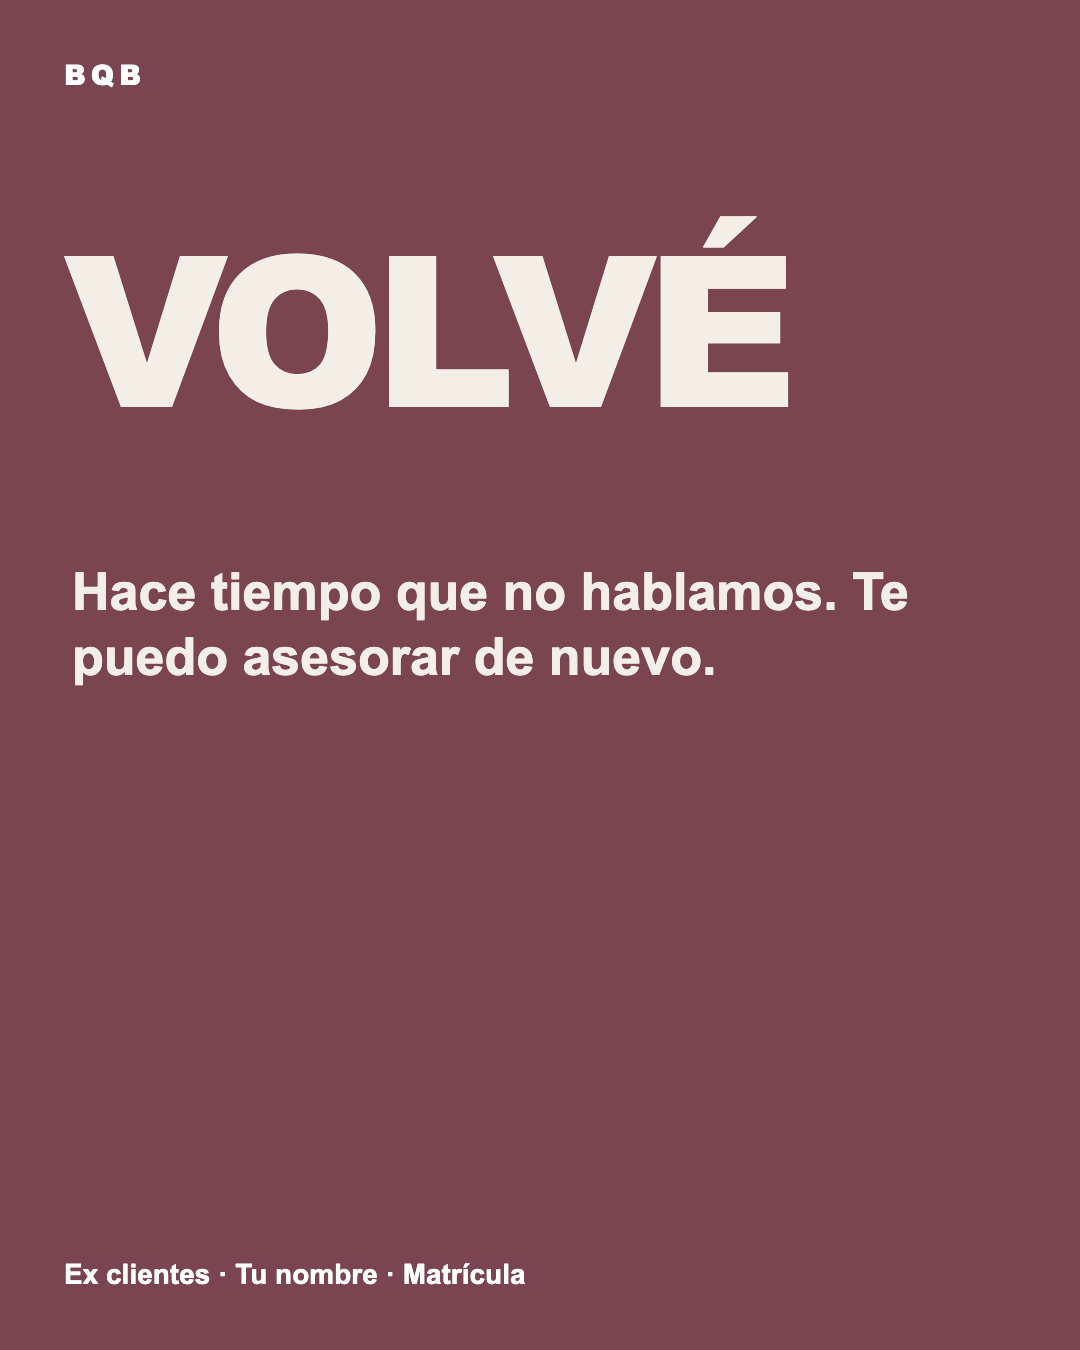 BQB
VOLVÉ
Hace tiempo que no hablamos. Te
puedo asesorar de nuevo.
Ex clientes · Tu nombre · Matrícula